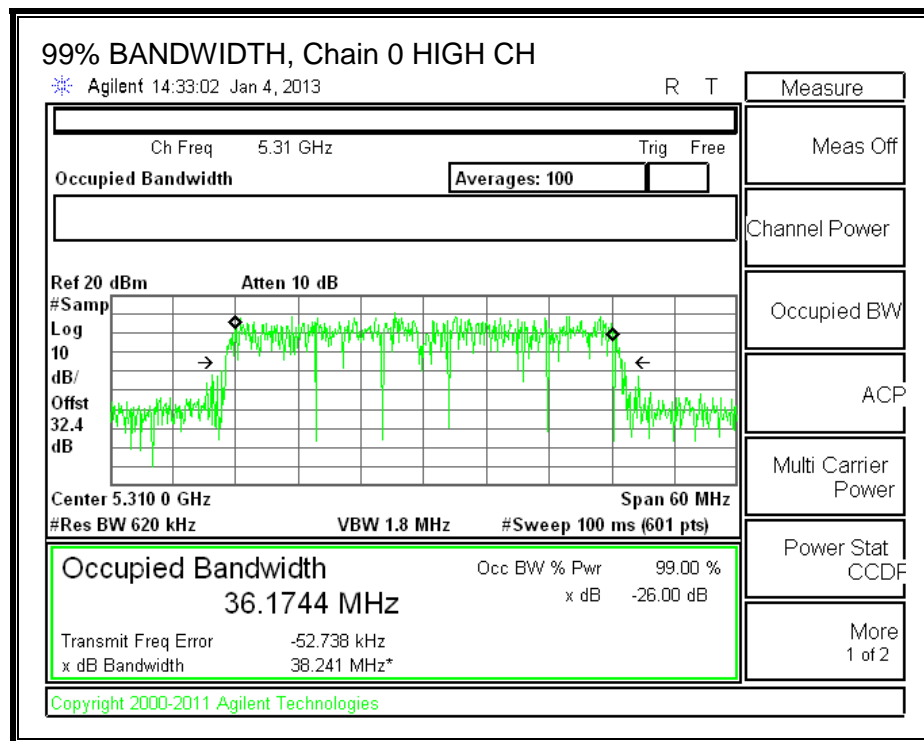 99% BANDWIDTH, Chain 0 HIGH CH
Agilent 14:33:02 Jan 4, 2013 R T
Measure
Ch Freq 5.31 GHz Trig Free
Meas Off
Occupied Bandwidth Averages: 100
Channel Power
Ref 20 dBm Atten 10 dB
#Samp
Log
10
dB/
Offst
32.4
dB
Occupied BW
ACP
Center 5.310 0 GHz Span 60 MHz
#Res BW 620 kHz VBW 1.8 MHz #Sweep 100 ms (601 pts)
Multi Carrier
Power
Occupied Bandwidth Occ BW % Pwr 99.00 %
36.1744 MHz x dB -26.00 dB
Power Stat
CCDF
Transmit Freq Error -52.738 kHz
x dB Bandwidth 38.241 MHz*
More
1 of 2
Copyright 2000-2011 Agilent Technologies